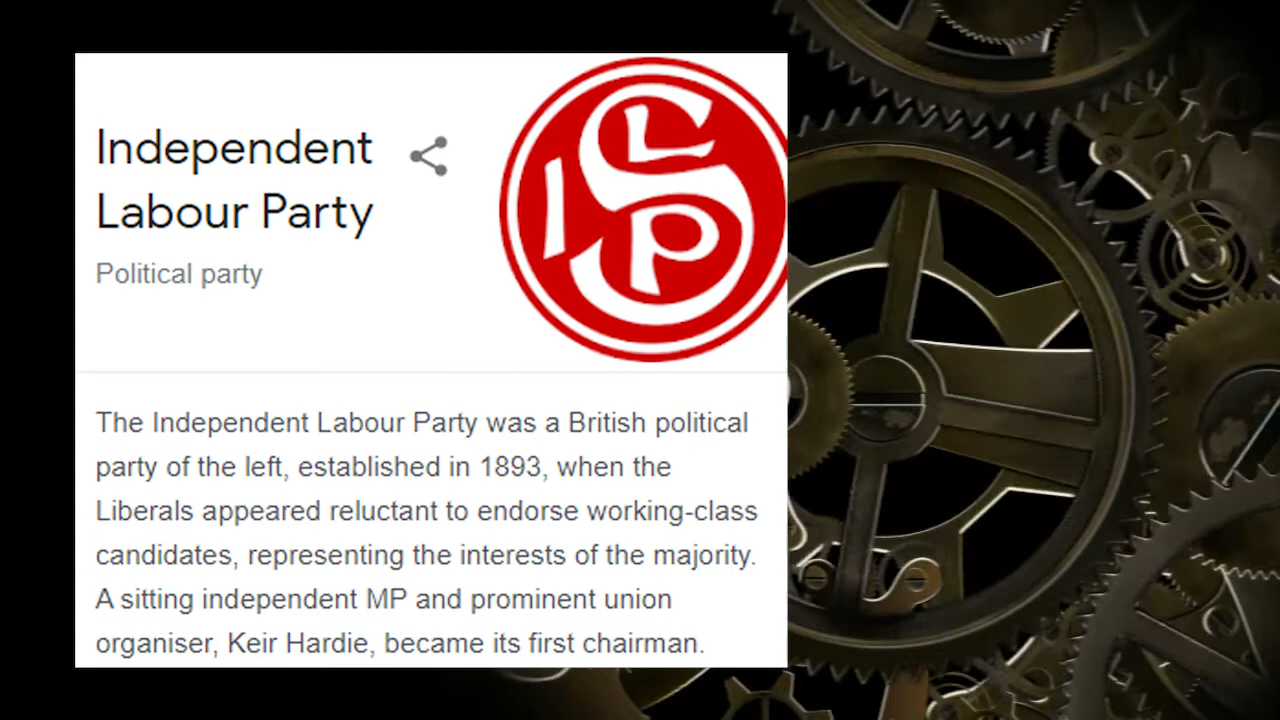 Independent
Labour Party
Political party
I L P
The Independent Labour Party was a British political
party of the left, established in 1893, when the
Liberals appeared reluctant to endorse working-class
candidates, representing the interests of the majority.
A sitting independent MP and prominent union
organiser, Keir Hardie, became its first chairman.